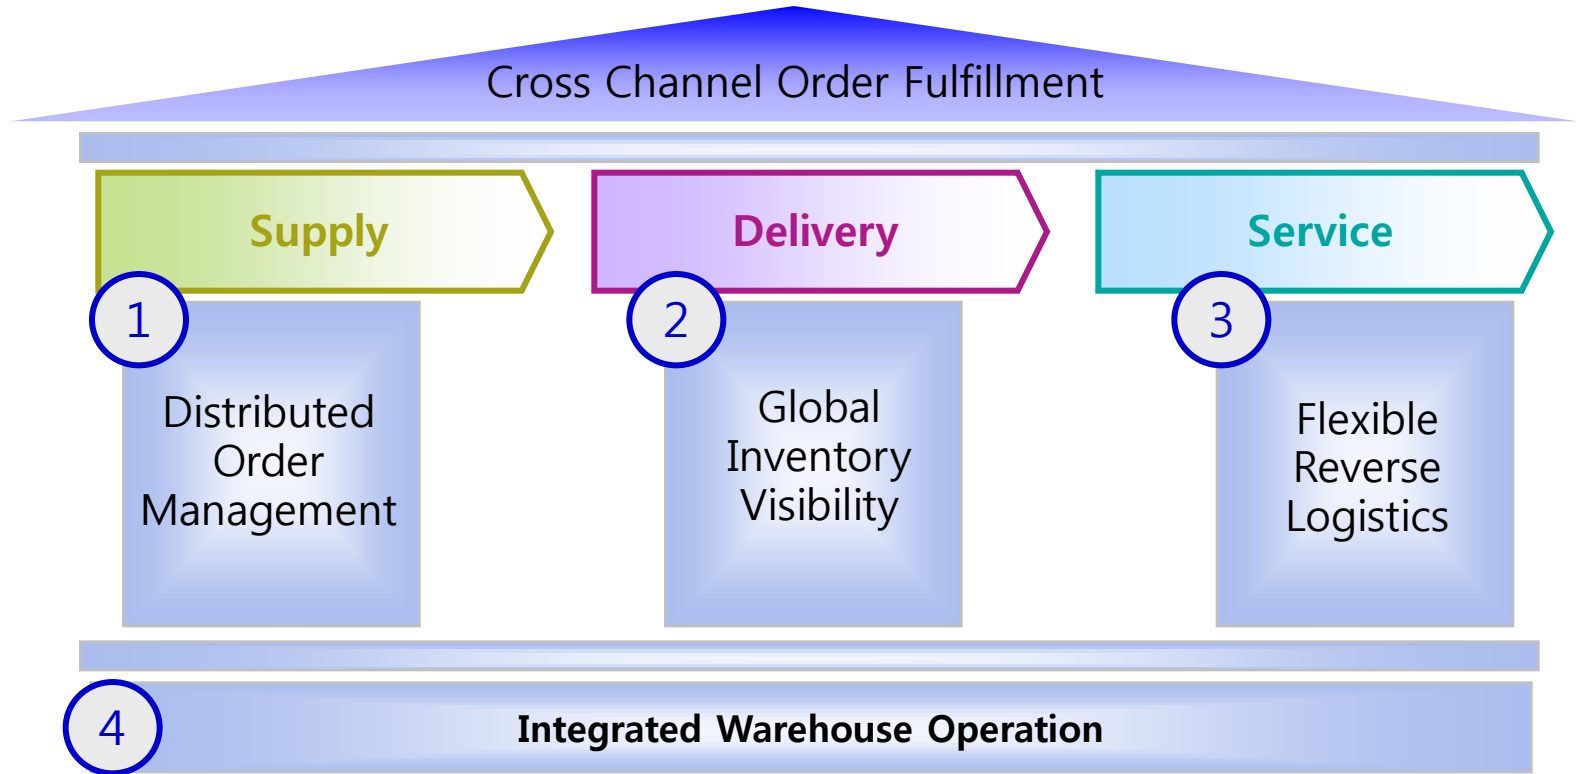 Cross Channel Order Fulfillment
Supply
Delivery
Service
1
Distributed
Order
Management
2
Global
Inventory
Visibility
3
Flexible
Reverse
Logistics
4
Integrated Warehouse Operation